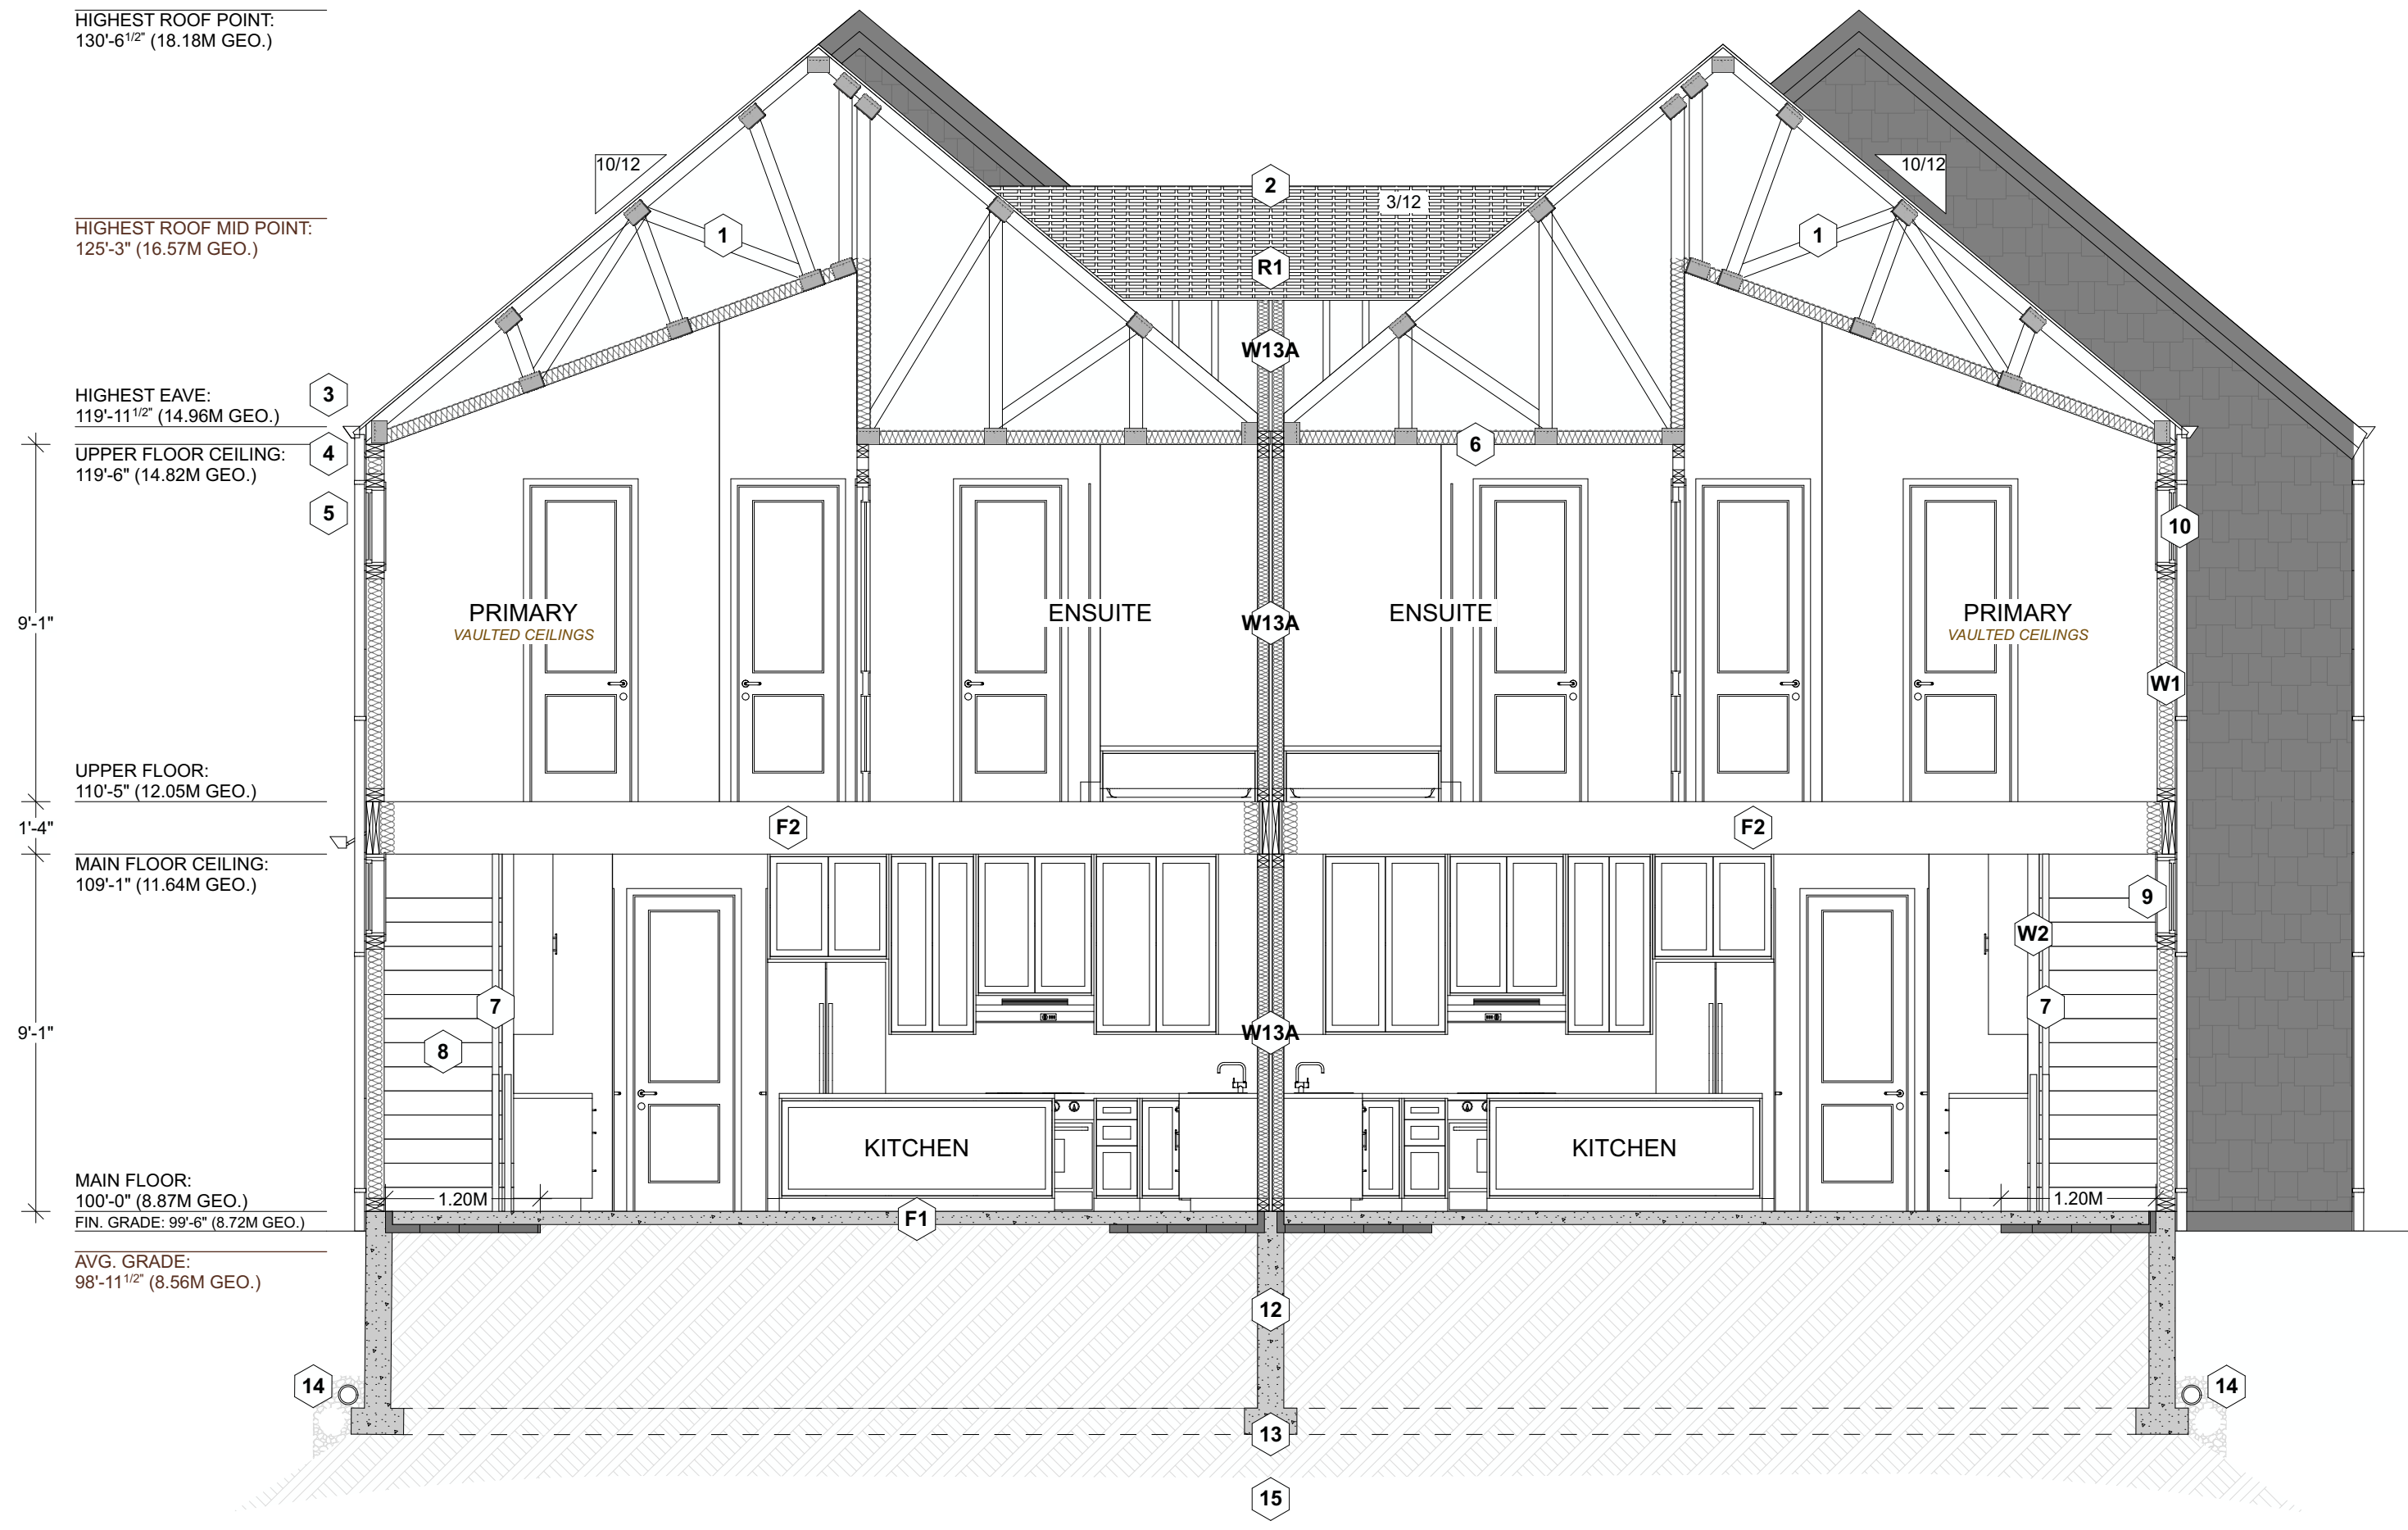 HIGHEST ROOF POINT:
130'-6 1/2" (18.18M GEO.)
10/12
10/12
2
3/12
HIGHEST ROOF MID POINT:
125'-3" (16.57M GEO.)
1
1
R1
W13A
3
HIGHEST EAVE:
119'-11 1/2" (14.96M GEO.)
4
UPPER FLOOR CEILING:
119'-6" (14.82M GEO.)
6
5
10
9'-1"
PRIMARY
VAULTED CEILINGS
ENSUITE
W13A
ENSUITE
PRIMARY
VAULTED CEILINGS
W1
UPPER FLOOR:
110'-5" (12.05M GEO.)
1'-4"
F2
F2
MAIN FLOOR CEILING:
109'-1" (11.64M GEO.)
9
W2
7
7
8
9'-1"
W13A
KITCHEN
KITCHEN
MAIN FLOOR:
100'-0" (8.87M GEO.)
1.20M
1.20M
FIN. GRADE: 99'-6" (8.72M GEO.)
F1
AVG. GRADE:
98'-11 1/2" (8.56M GEO.)
12
14
14
13
15